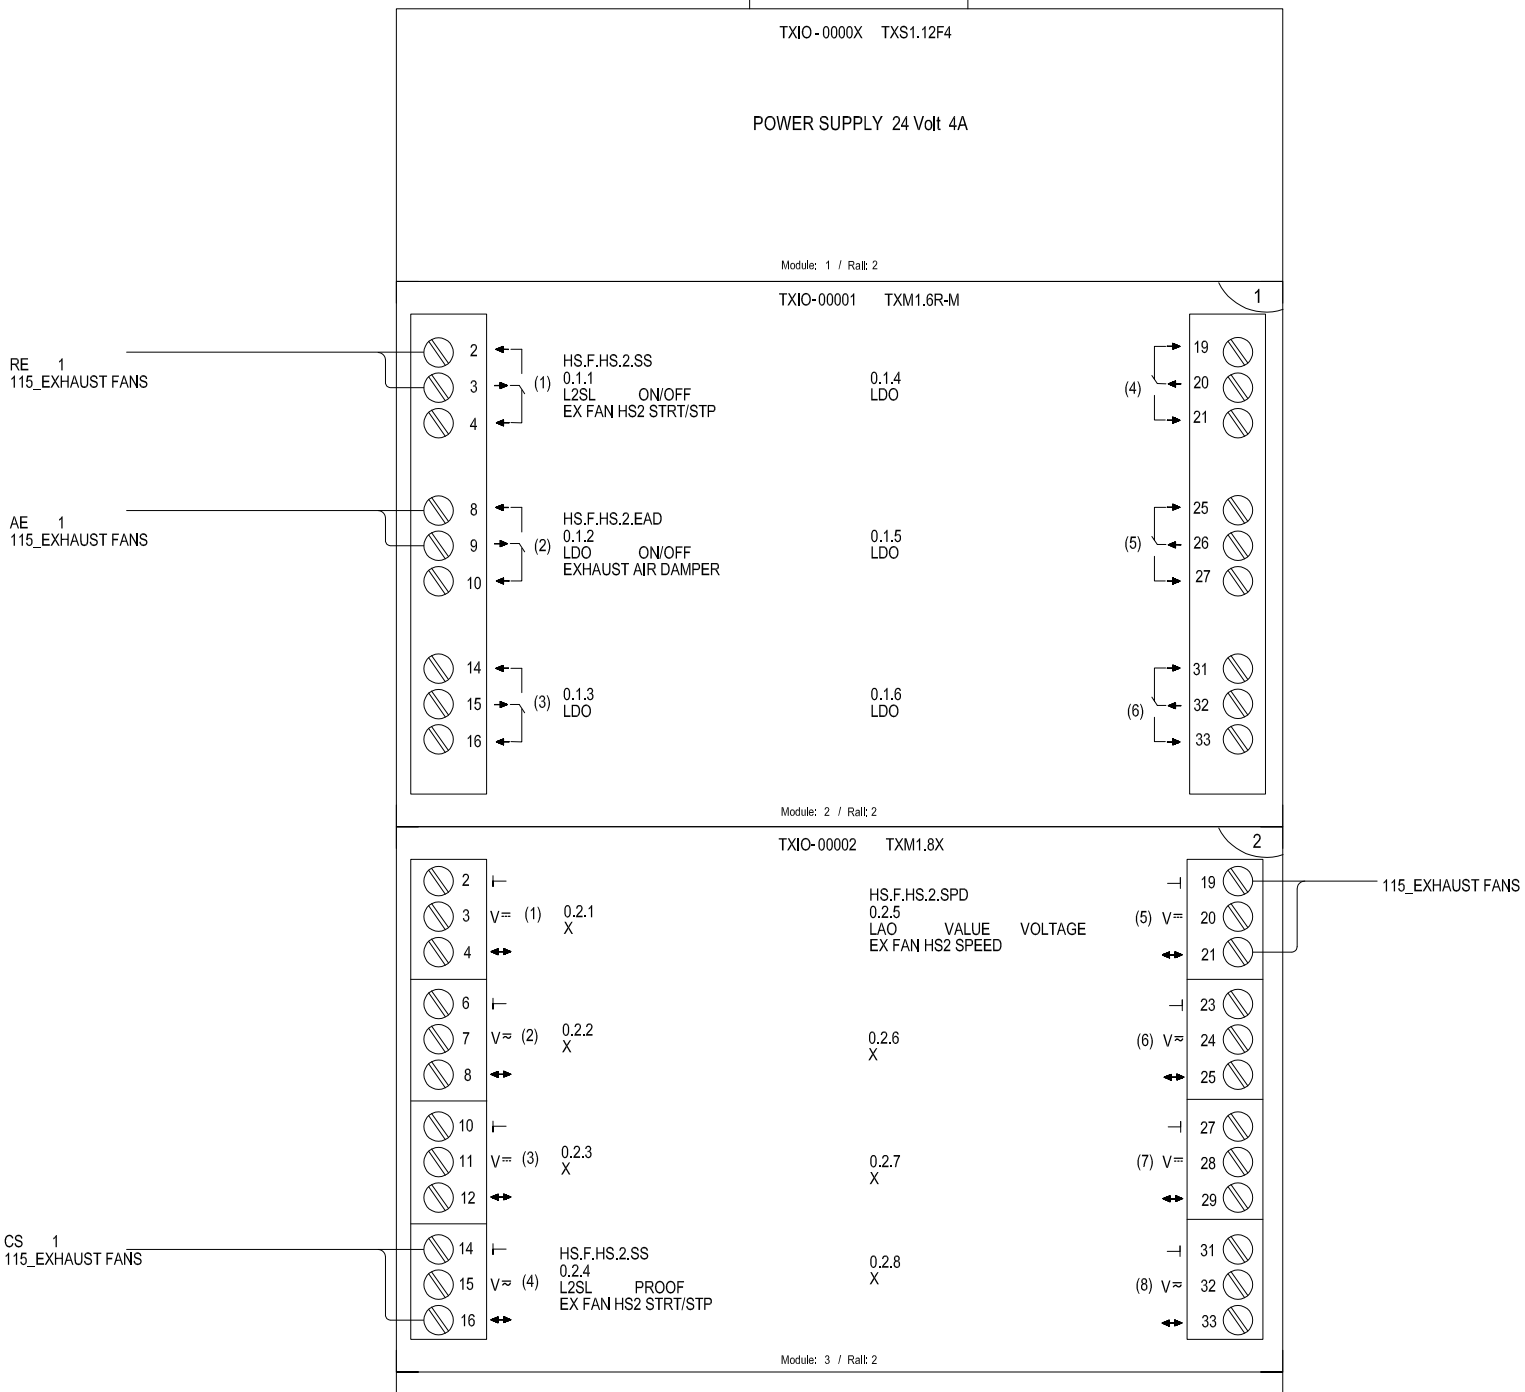 TXIO-0000X TXS1.12F4
POWER SUPPLY 24 Volt 4A
Module: 1 / Rail: 2
TXIO-00001 TXM1.6R-M
1
RE 1
115_EXHAUST FANS
2
3
4
(1)
HS.F.HS.2.SS
0.1.1
L2SL ON/OFF
EX FAN HS2 STRT/STP
0.1.4
LDO
(4)
19
20
21
AE 1
115_EXHAUST FANS
8
9
10
(2)
HS.F.HS.2.EAD
0.1.2
LDO ON/OFF
EXHAUST AIR DAMPER
0.1.5
LDO
(5)
25
26
27
14
15
16
(3)
0.1.3
LDO
0.1.6
LDO
(6)
31
32
33
Module: 2 / Rail: 2
TXIO-00002 TXM1.8X
2
2
3 V⎓ (1)
4
0.2.1
X
HS.F.HS.2.SPD
0.2.5
LAO VALUE VOLTAGE
EX FAN HS2 SPEED
19
(5) V⎓ 20
21
115_EXHAUST FANS
6
7 V≂ (2)
8
0.2.2
X
0.2.6
X
23
(6) V≂ 24
25
10
11 V⎓ (3)
12
0.2.3
X
0.2.7
X
27
(7) V⎓ 28
29
CS 1
115_EXHAUST FANS
14
15 V≂ (4)
16
HS.F.HS.2.SS
0.2.4
L2SL PROOF
EX FAN HS2 STRT/STP
0.2.8
X
31
(8) V≂ 32
33
Module: 3 / Rail: 2